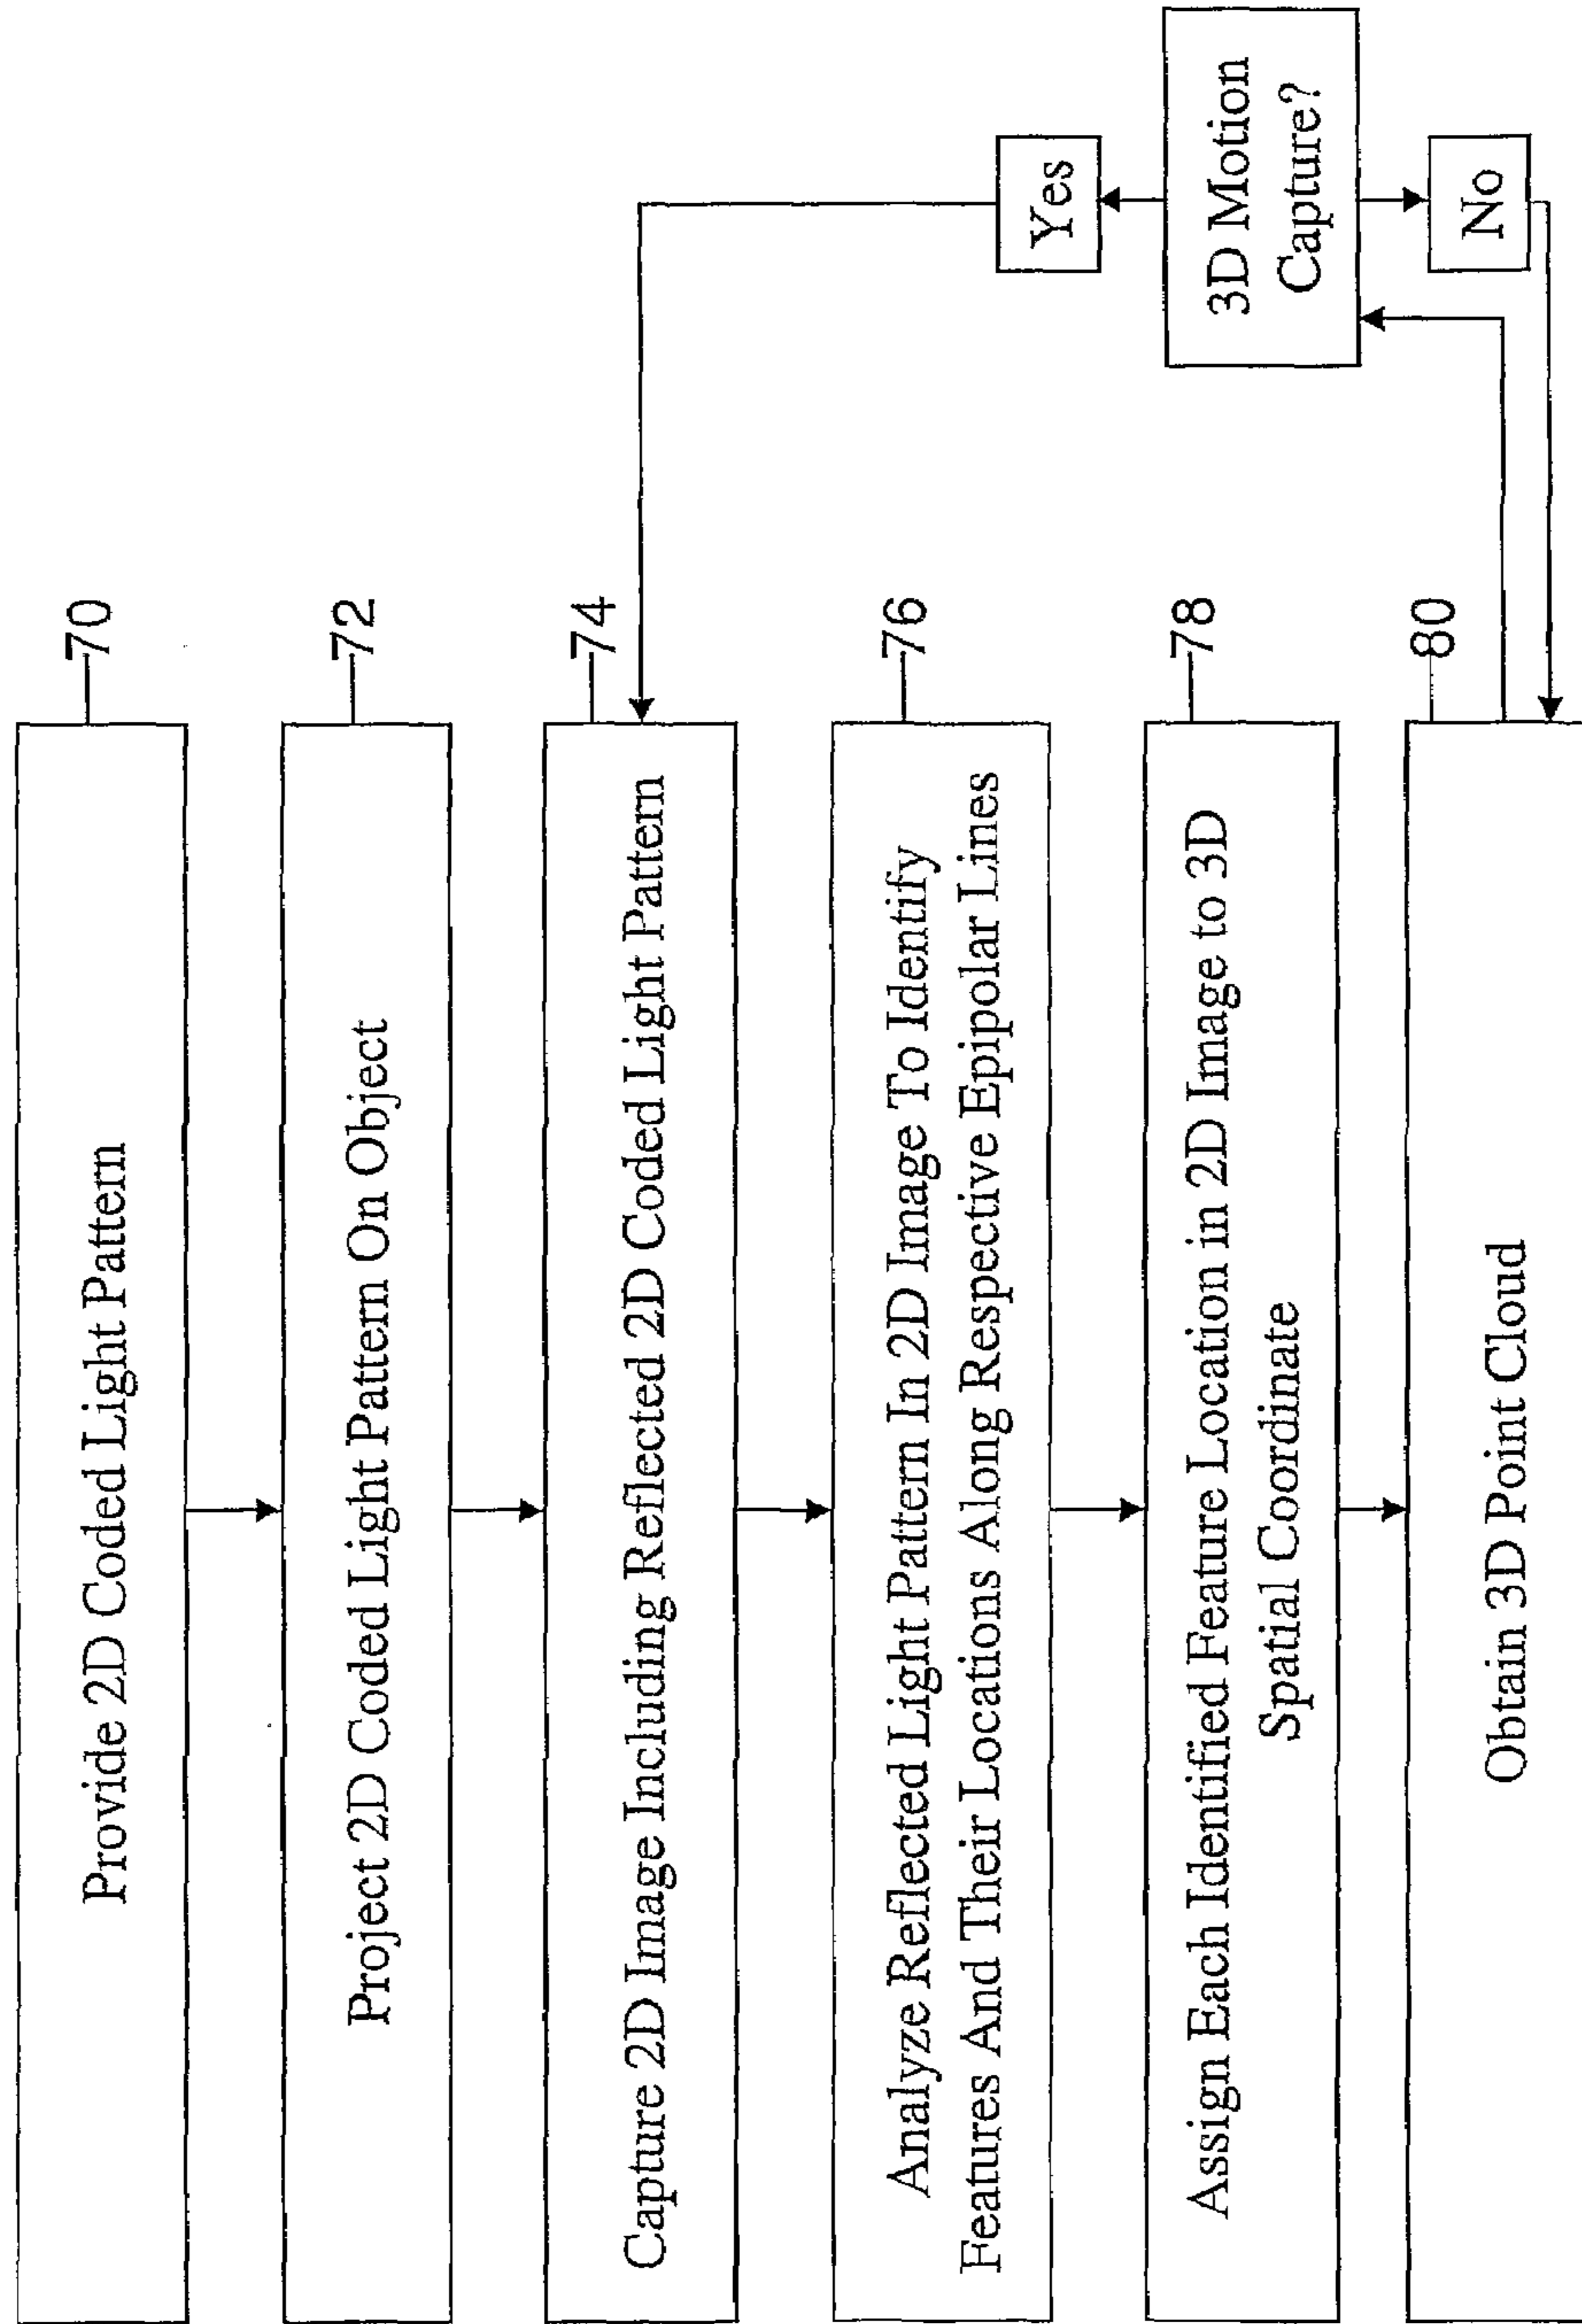 Provide 2D Coded Light Pattern
70
Project 2D Coded Light Pattern On Object
72
Capture 2D Image Including Reflected 2D Coded Light Pattern
74
Analyze Reflected Light Pattern In 2D Image To Identify
Features And Their Locations Along Respective Epipolar Lines
76
Assign Each Identified Feature Location in 2D Image to 3D
Spatial Coordinate
78
Obtain 3D Point Cloud
80
Yes
3D Motion
Capture?
No